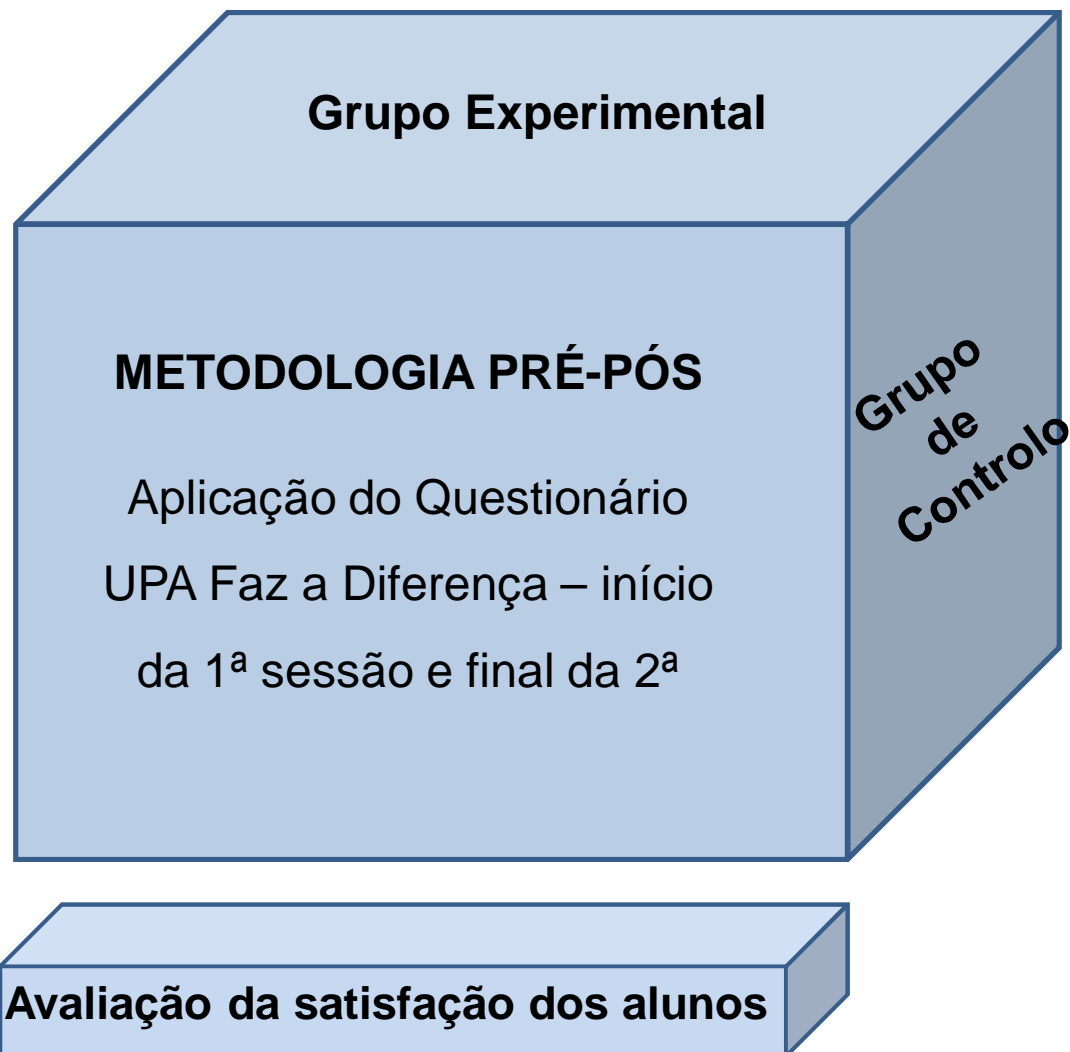 Grupo Experimental
METODOLOGIA PRÉ-PÓS
Aplicação do Questionário
UPA Faz a Diferença – início
da 1ª sessão e final da 2ª
Grupo
de
Controlo
Avaliação da satisfação dos alunos